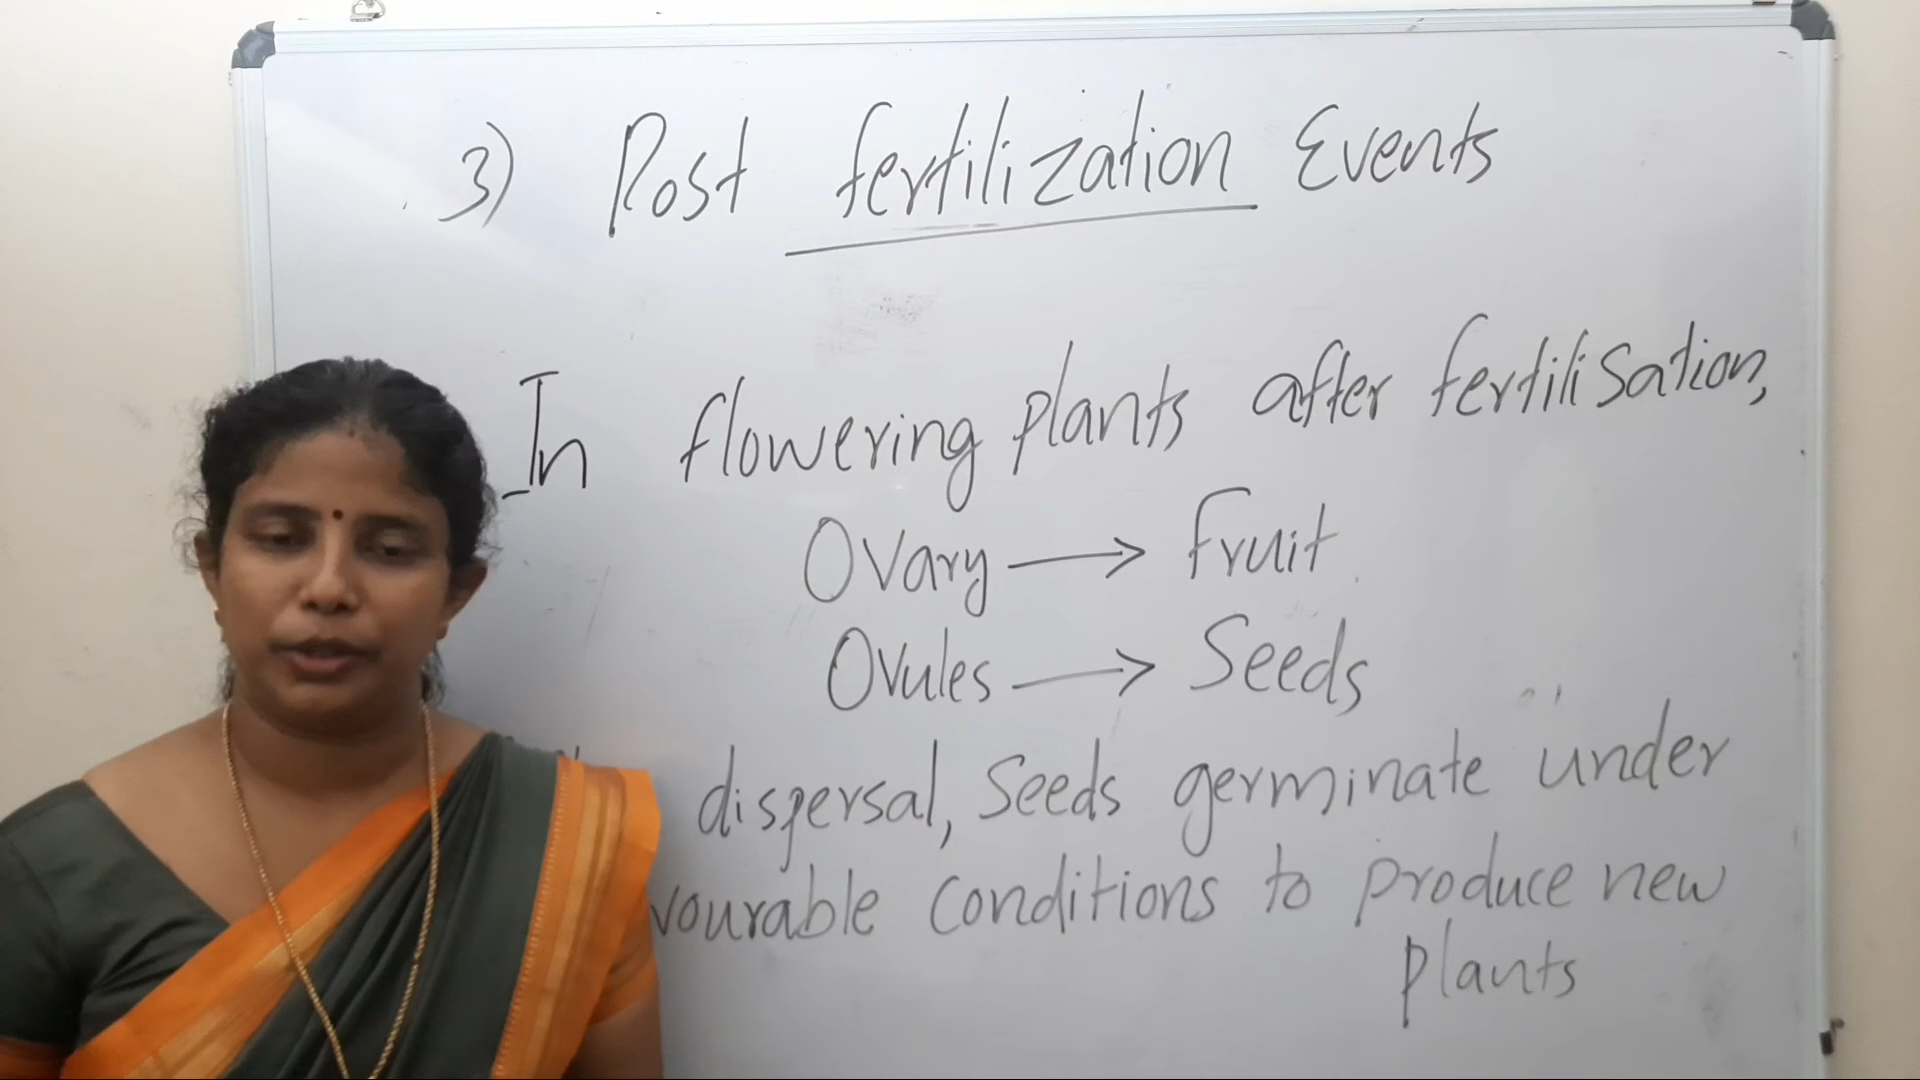 3) Post fertilization Events
In flowering plants after fertilisation,
Ovary → Fruit
Ovules → Seeds
dispersal, Seeds germinate under
vourable Conditions to produce new
plants